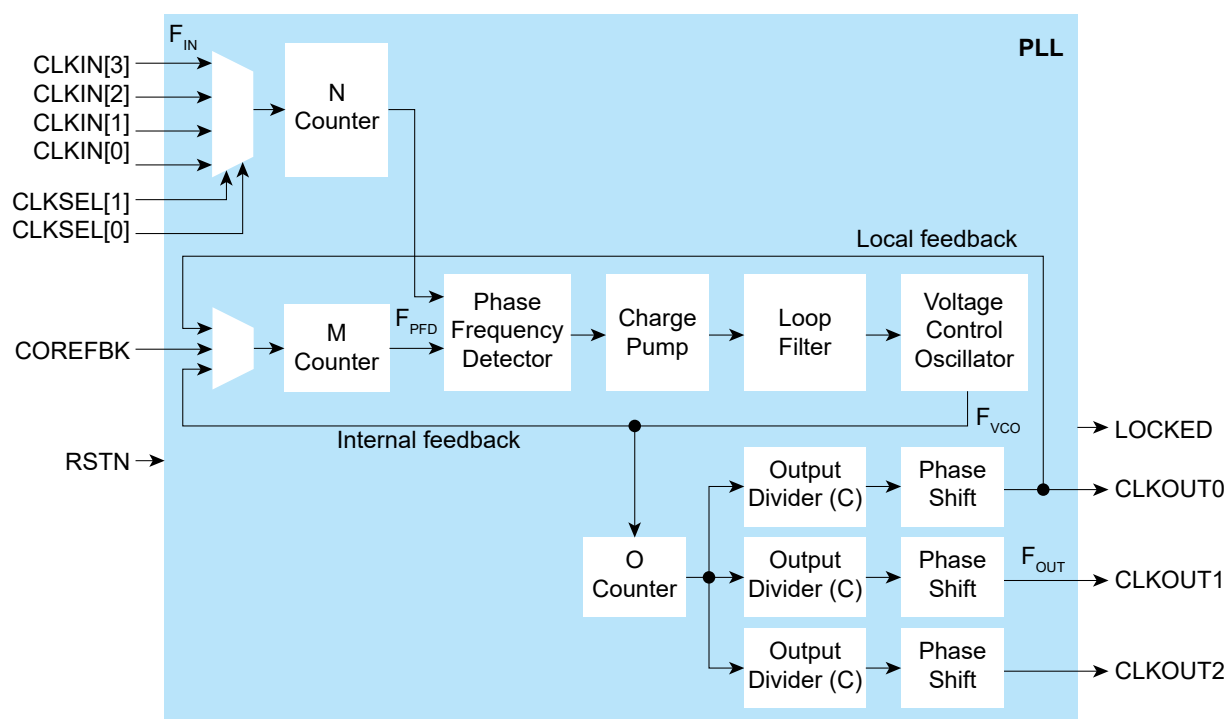 F_IN
PLL
CLKIN[3]
CLKIN[2]
CLKIN[1]
CLKIN[0]
N
Counter
CLKSEL[1]
CLKSEL[0]
Local feedback
COREFBK
M
Counter
F_PFD
Phase
Frequency
Detector
Charge
Pump
Loop
Filter
Voltage
Control
Oscillator
Internal feedback
F_VCO
LOCKED
RSTN
Output
Divider (C)
Phase
Shift
CLKOUT0
O
Counter
Output
Divider (C)
Phase
Shift
F_OUT
CLKOUT1
Output
Divider (C)
Phase
Shift
CLKOUT2